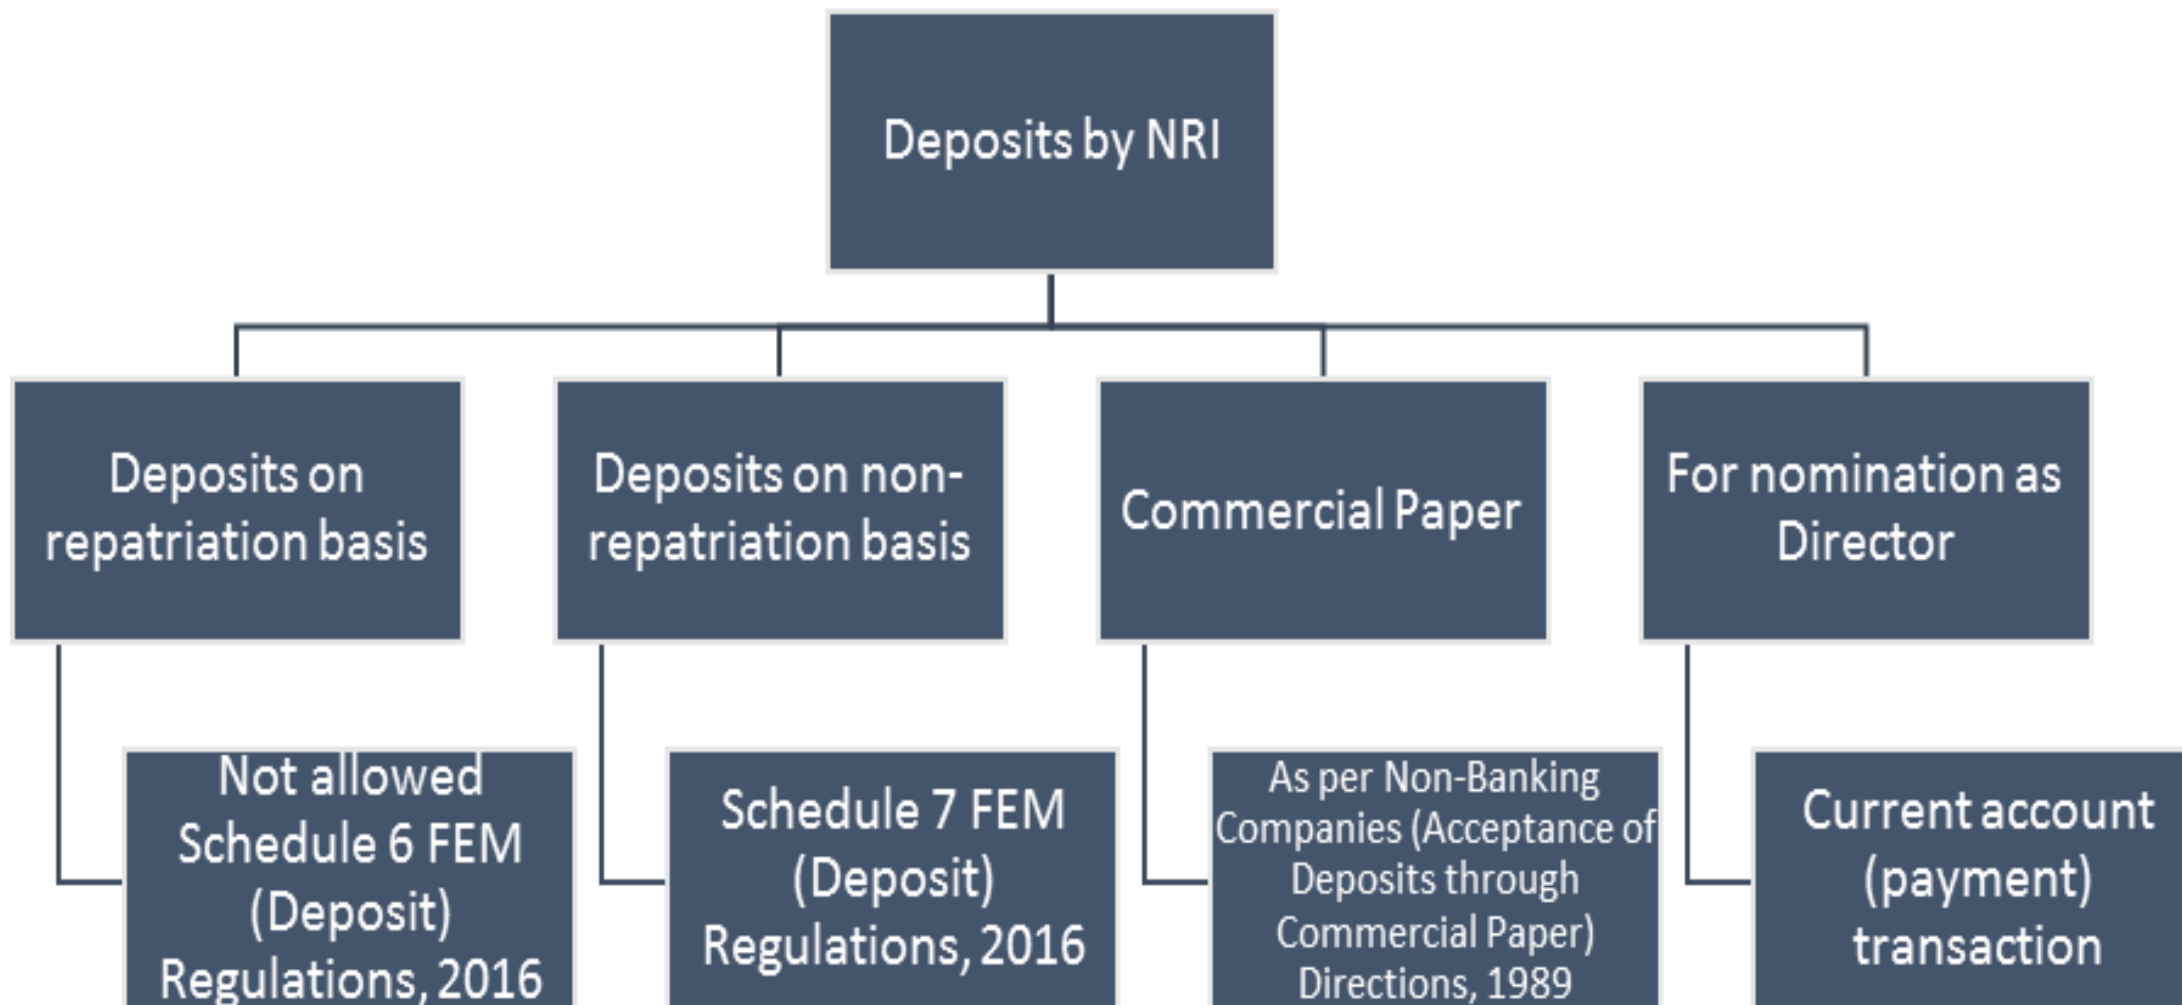 Deposits by NRI
Deposits on
repatriation basis
Deposits on non-
repatriation basis
Commercial Paper
For nomination as
Director
Not allowed
Schedule 6 FEM
(Deposit)
Regulations, 2016
Schedule 7 FEM
(Deposit)
Regulations, 2016
As per Non-Banking
Companies (Acceptance of
Deposits through
Commercial Paper)
Directions, 1989
Current account
(payment)
transaction